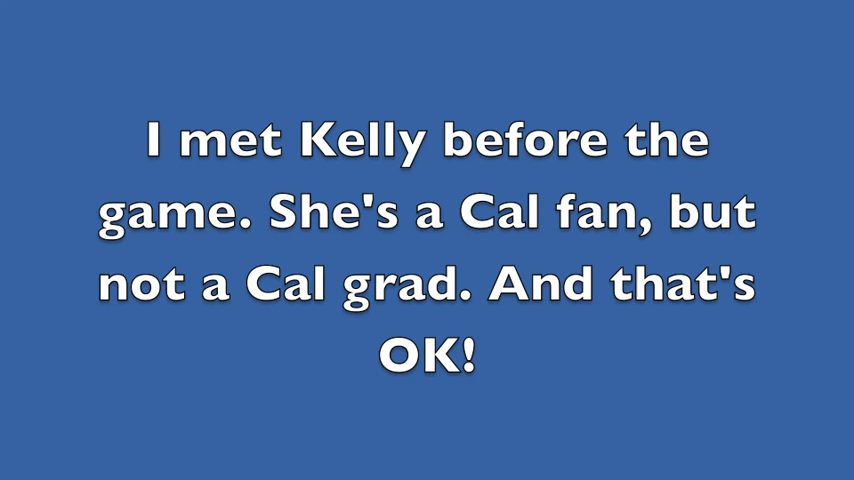 I met Kelly before the
game. She's a Cal fan, but
not a Cal grad. And that's
OK!